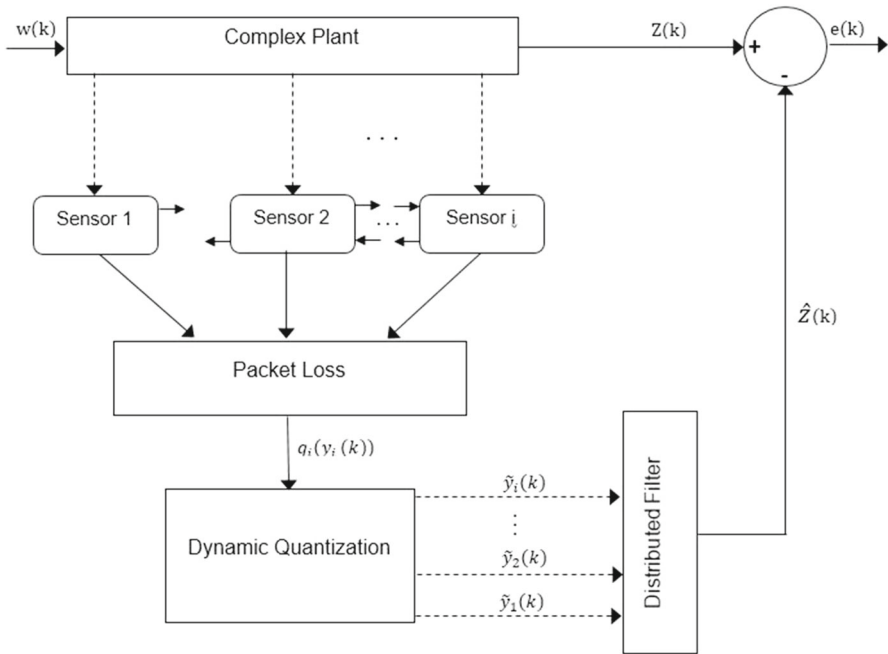 w(k)
Complex Plant
Z(k)
+
-
e(k)
. . .
Sensor 1
Sensor 2
...
Sensor i
Ẑ(k)
Packet Loss
qᵢ(yᵢ(k))
Dynamic Quantization
ỹᵢ(k)
⋮
ỹ₂(k)
ỹ₁(k)
Distributed Filter